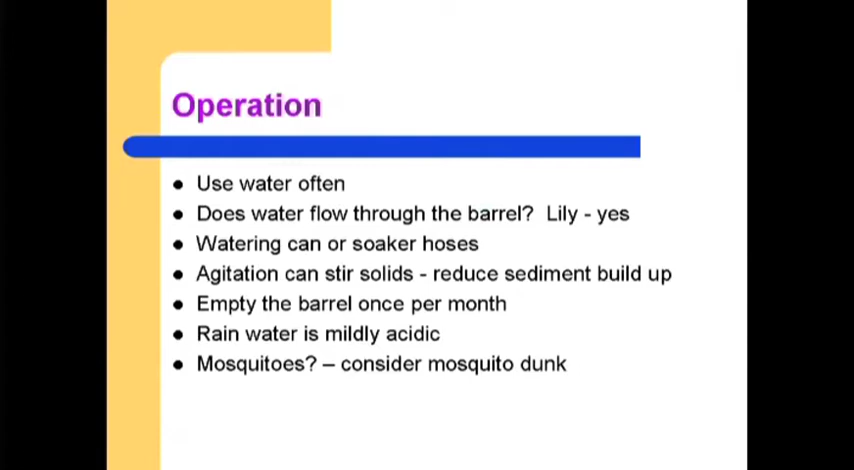 Operation
● Use water often
● Does water flow through the barrel?  Lily - yes
● Watering can or soaker hoses
● Agitation can stir solids - reduce sediment build up
● Empty the barrel once per month
● Rain water is mildly acidic
● Mosquitoes? – consider mosquito dunk